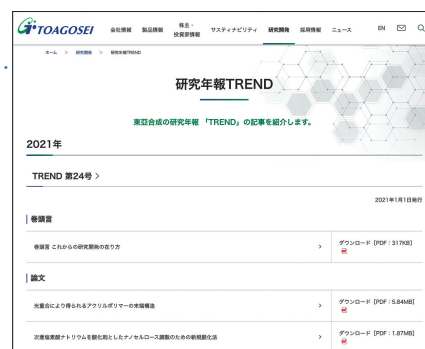 TOAGOSEI
会社情報 製品情報 株主・投資家情報 サスティナビリティ 研究開発 採用情報 ニュース EN
ホーム > 研究開発 > 研究年報TREND
研究年報TREND
東亞合成の研究年報 「TREND」の記事を紹介します。
2021年
TREND 第24号 >
2021年1月1日発行
巻頭言
巻頭言 これからの研究開発の在り方 > ダウンロード [PDF:317KB]
論文
光重合により得られるアクリルポリマーの末端構造 > ダウンロード [PDF:5.84MB]
次亜塩素酸ナトリウムを酸化剤としたナノセルロース調製のための新規酸化法 > ダウンロード [PDF:1.87MB]